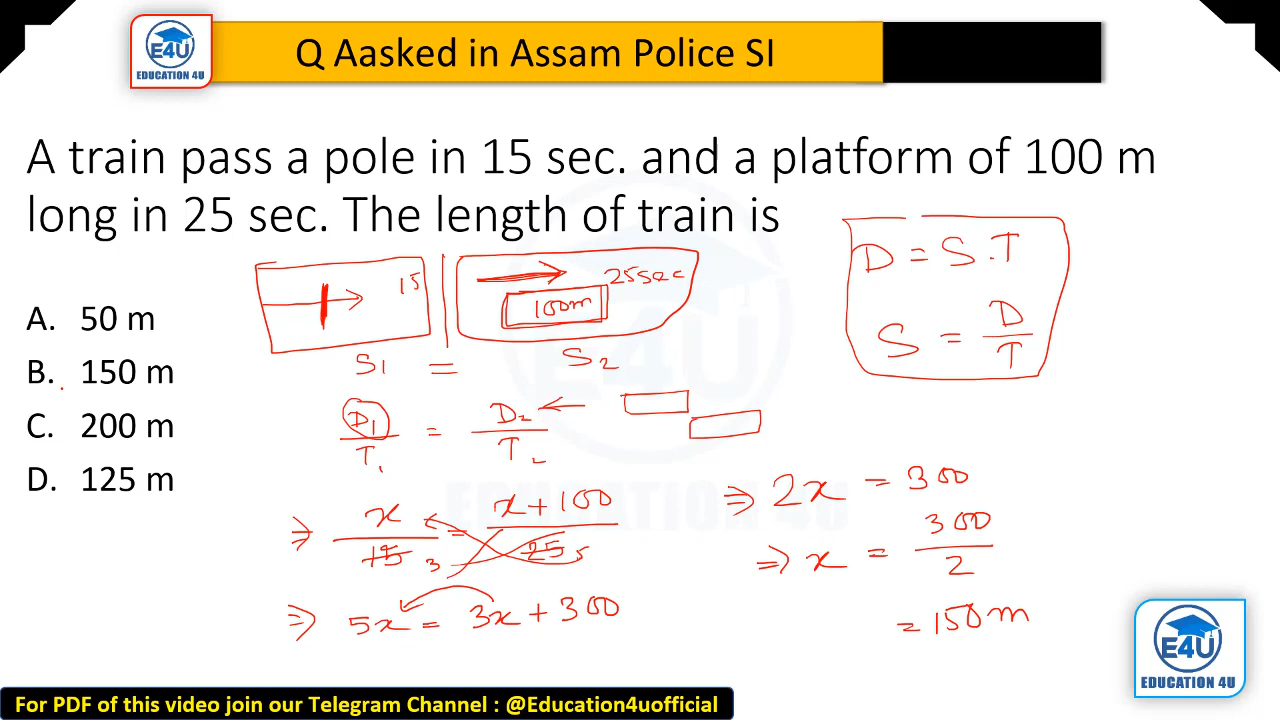 E4U
EDUCATION 4U
Q Aasked in Assam Police SI
A train pass a pole in 15 sec. and a platform of 100 m
long in 25 sec. The length of train is
D = S.T
S = D/T
15
25sec
100m
A. 50 m
B. 150 m
C. 200 m
D. 125 m
S1 = S2
D1/T1 = D2/T2
⇒ x/15 3 = x+100/25 5
⇒ 5x = 3x + 300
⇒ 2x = 300
⇒ x = 300/2
= 150m
EDUCATION 4U
E4U
EDUCATION 4U
For PDF of this video join our Telegram Channel : @Education4uofficial